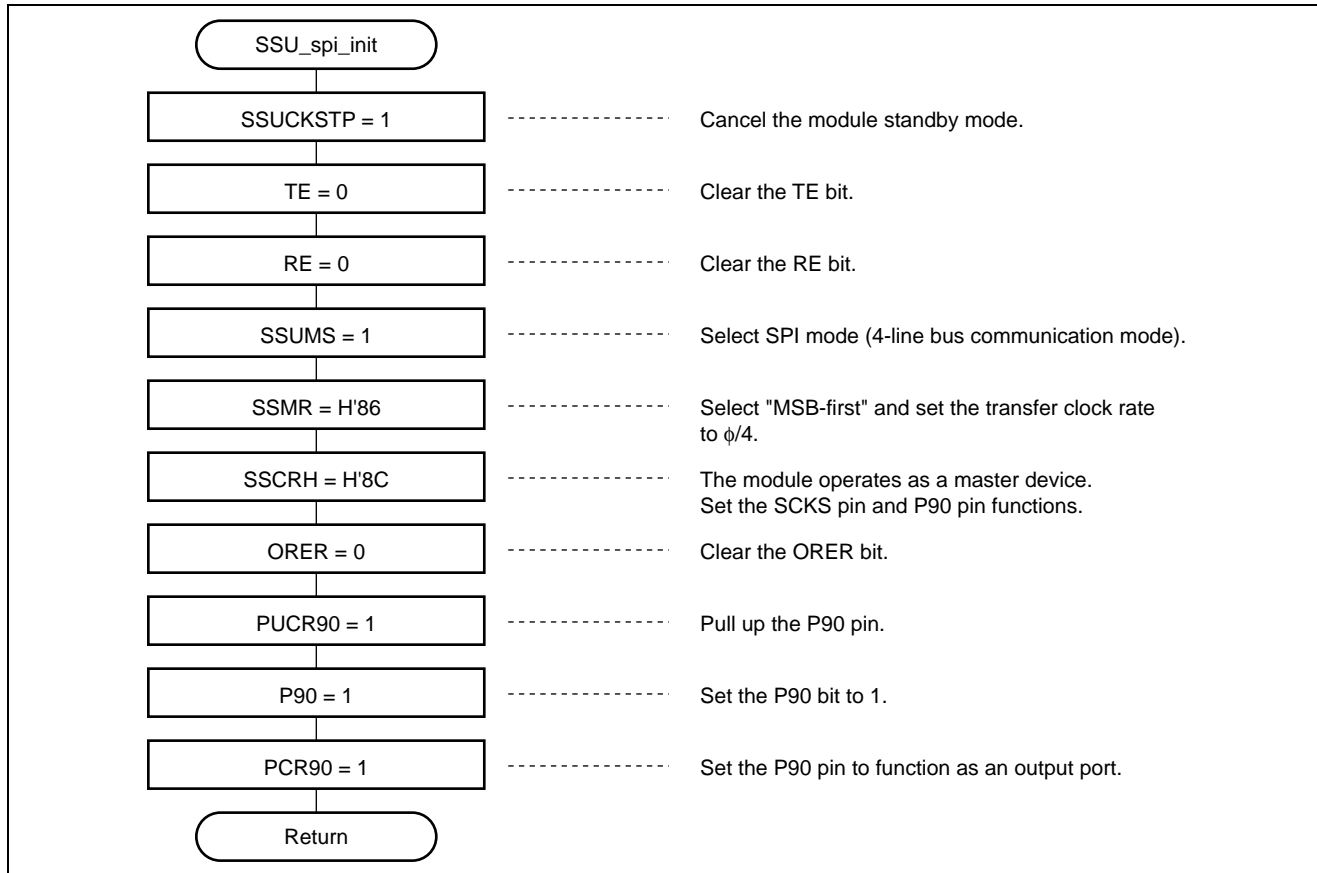 SSU_spi_init
SSUCKSTP = 1
Cancel the module standby mode.
TE = 0
Clear the TE bit.
RE = 0
Clear the RE bit.
SSUMS = 1
Select SPI mode (4-line bus communication mode).
SSMR = H'86
Select "MSB-first" and set the transfer clock rate
to ϕ/4.
SSCRH = H'8C
The module operates as a master device.
Set the SCKS pin and P90 pin functions.
ORER = 0
Clear the ORER bit.
PUCR90 = 1
Pull up the P90 pin.
P90 = 1
Set the P90 bit to 1.
PCR90 = 1
Set the P90 pin to function as an output port.
Return